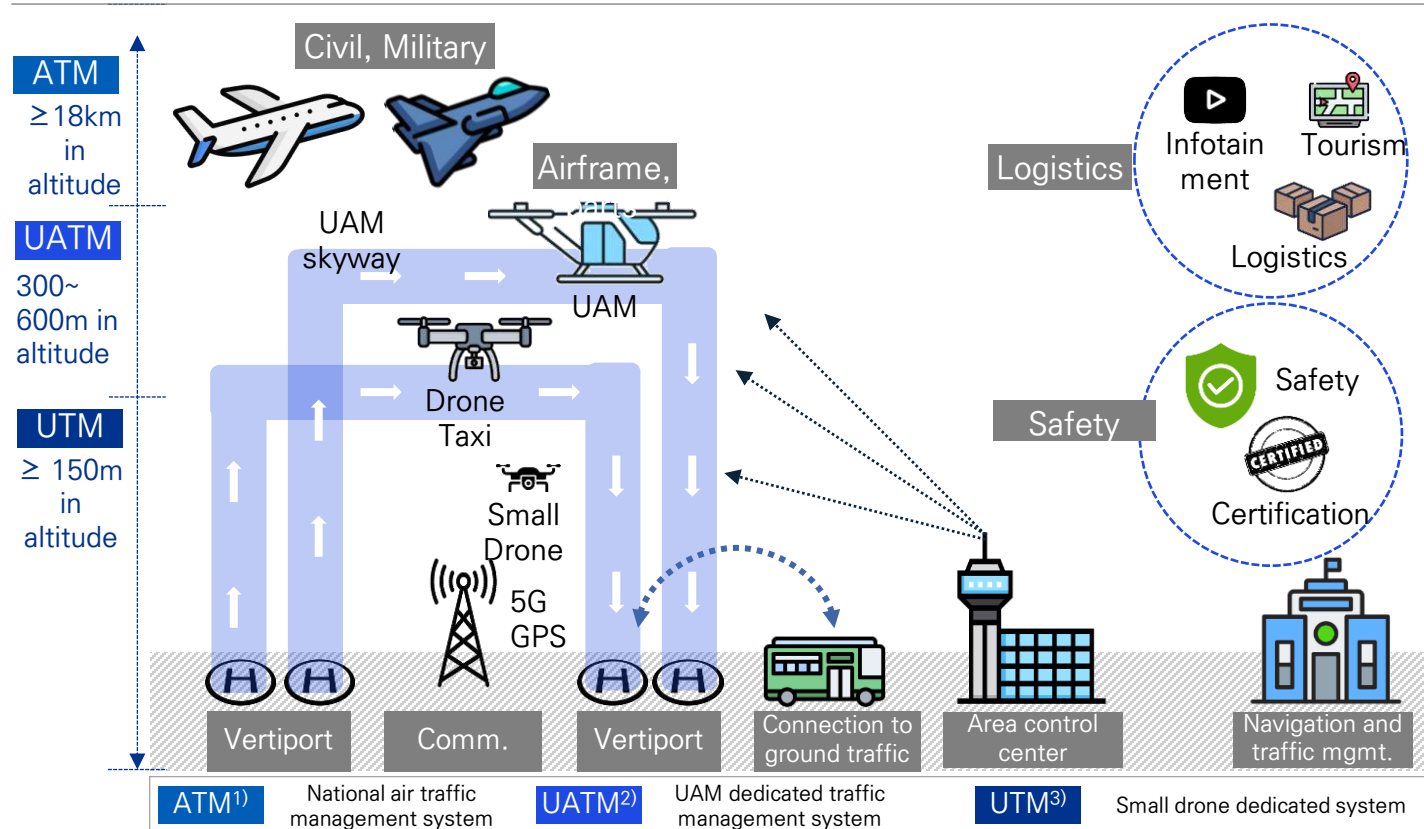 Civil, Military
ATM
≥18km
in
altitude
Airframe,
parts
UATM
300~
600m in
altitude
UAM
skyway
UAM
Drone
Taxi
UTM
≥ 150m
in
altitude
Small
Drone
5G
GPS
Logistics
Infotain
ment
Tourism
Logistics
Safety
Safety
CERTIFIED
Certification
H
H
H
H
Vertiport
Comm.
Vertiport
Connection to
ground traffic
Area control
center
Navigation and
traffic mgmt.
ATM1)
National air traffic
management system
UATM2)
UAM dedicated traffic
management system
UTM3)
Small drone dedicated system